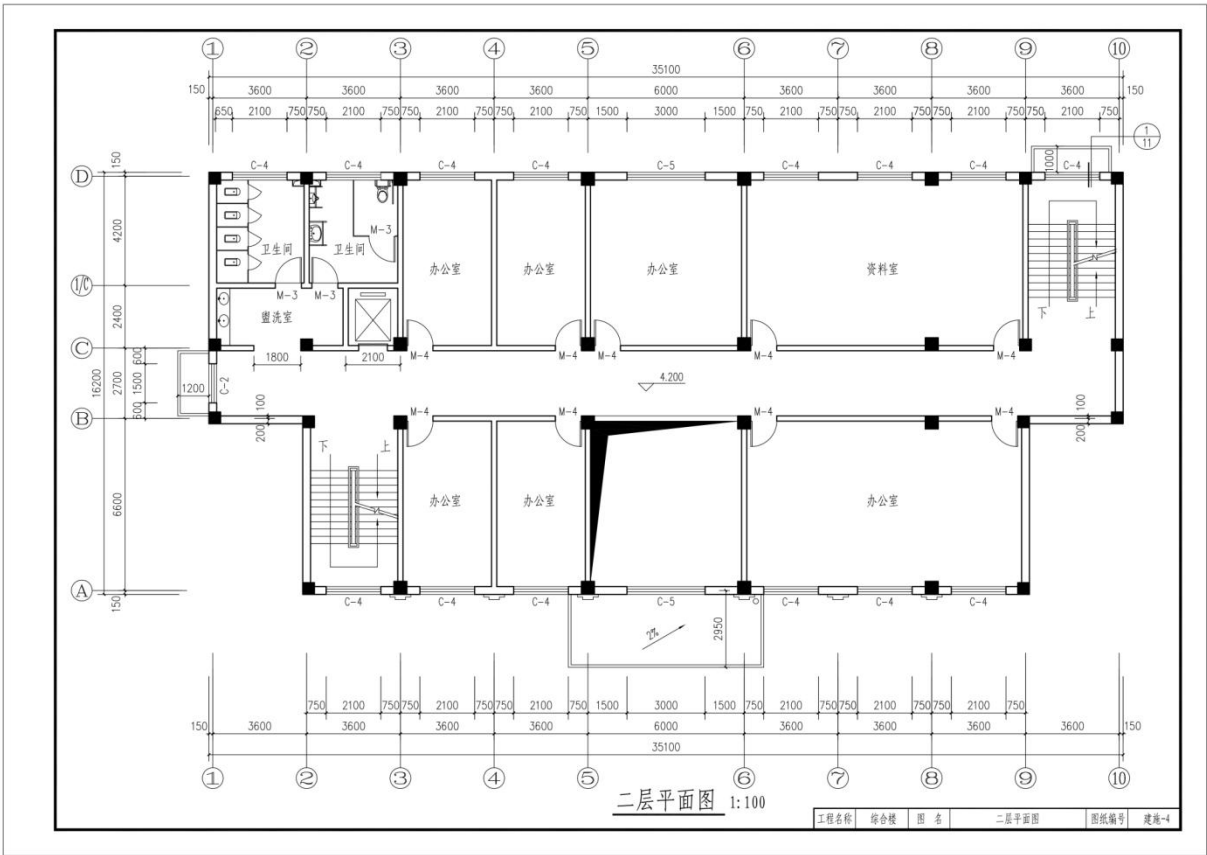 1 2 3 4 5 6 7 8 9 10
35100
150 3600 3600 3600 3600 6000 3600 3600 3600 3600 150
650 2100 750 750 2100 750 750 2100 750 750 2100 750 1500 3000 1500 750 2100 750 750 2100 750 750 2100 750 750 2100 750
1
11
1000
C-4 C-4 C-4 C-4 C-5 C-4 C-4 C-4 C-4
D
150
M-3
4200
卫生间 卫生间
办公室 办公室 办公室 资料室
1/C
M-3 M-3
下 上
盥洗室
2400
M-4 M-4 M-4 M-4 M-4
C
1800 2100
600
4.200
16200 2700 1500 1200 C-2
600
M-4 M-4 M-4 M-4
B
100 100
200 200
下 上
6600
办公室 办公室 办公室
A
150
C-4 C-4 C-4 C-5 C-4 C-4 C-4
2%
2950
750 2100 750 750 2100 750 750 2100 750 1500 3000 1500 750 2100 750 750 2100 750 750 2100 750
150 3600 3600 3600 3600 6000 3600 3600 3600 3600 150
35100
1 2 3 4 5 6 7 8 9 10
二层平面图 1:100
工程名称 综合楼 图 名 二层平面图 图纸编号 建施-4